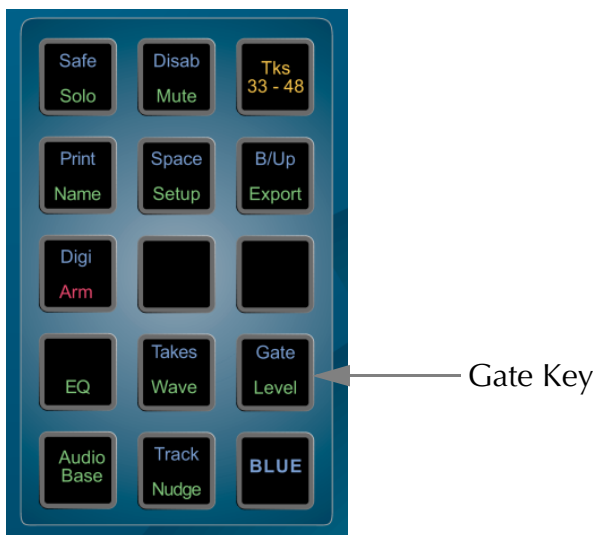 Safe
Solo
Disab
Mute
Tks
33 - 48
Print
Name
Space
Setup
B/Up
Export
Digi
Arm
EQ
Takes
Wave
Gate
Level
Gate Key
Audio
Base
Track
Nudge
BLUE